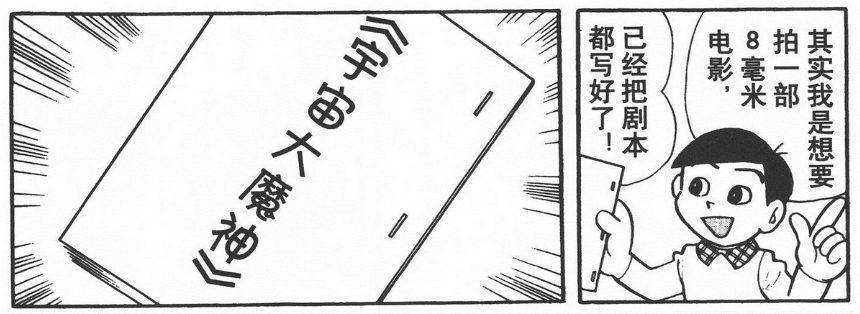 其实我是想要
拍一部
8毫米
电影，
已经把剧本
都写好了！
《宇宙大魔神》